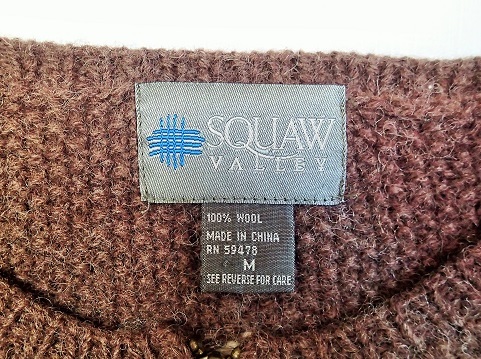 SQUAW
VALLEY
100% WOOL
MADE IN CHINA
RN 59478
M
SEE REVERSE FOR CARE